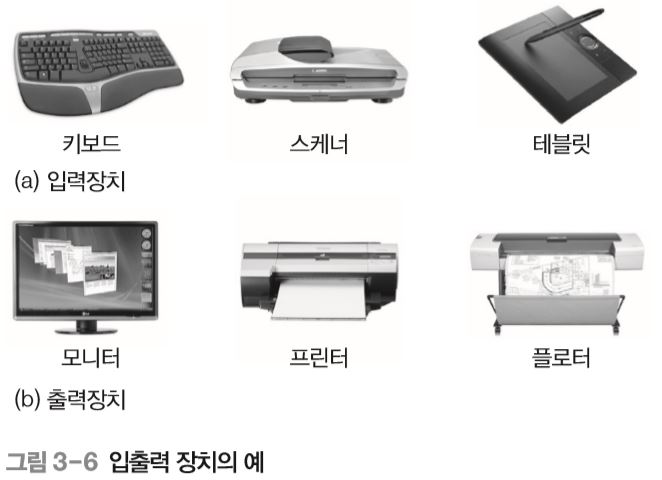 키보드 스케너 테블릿
(a) 입력장치
모니터 프린터 플로터
(b) 출력장치
그림 3-6 입출력 장치의 예